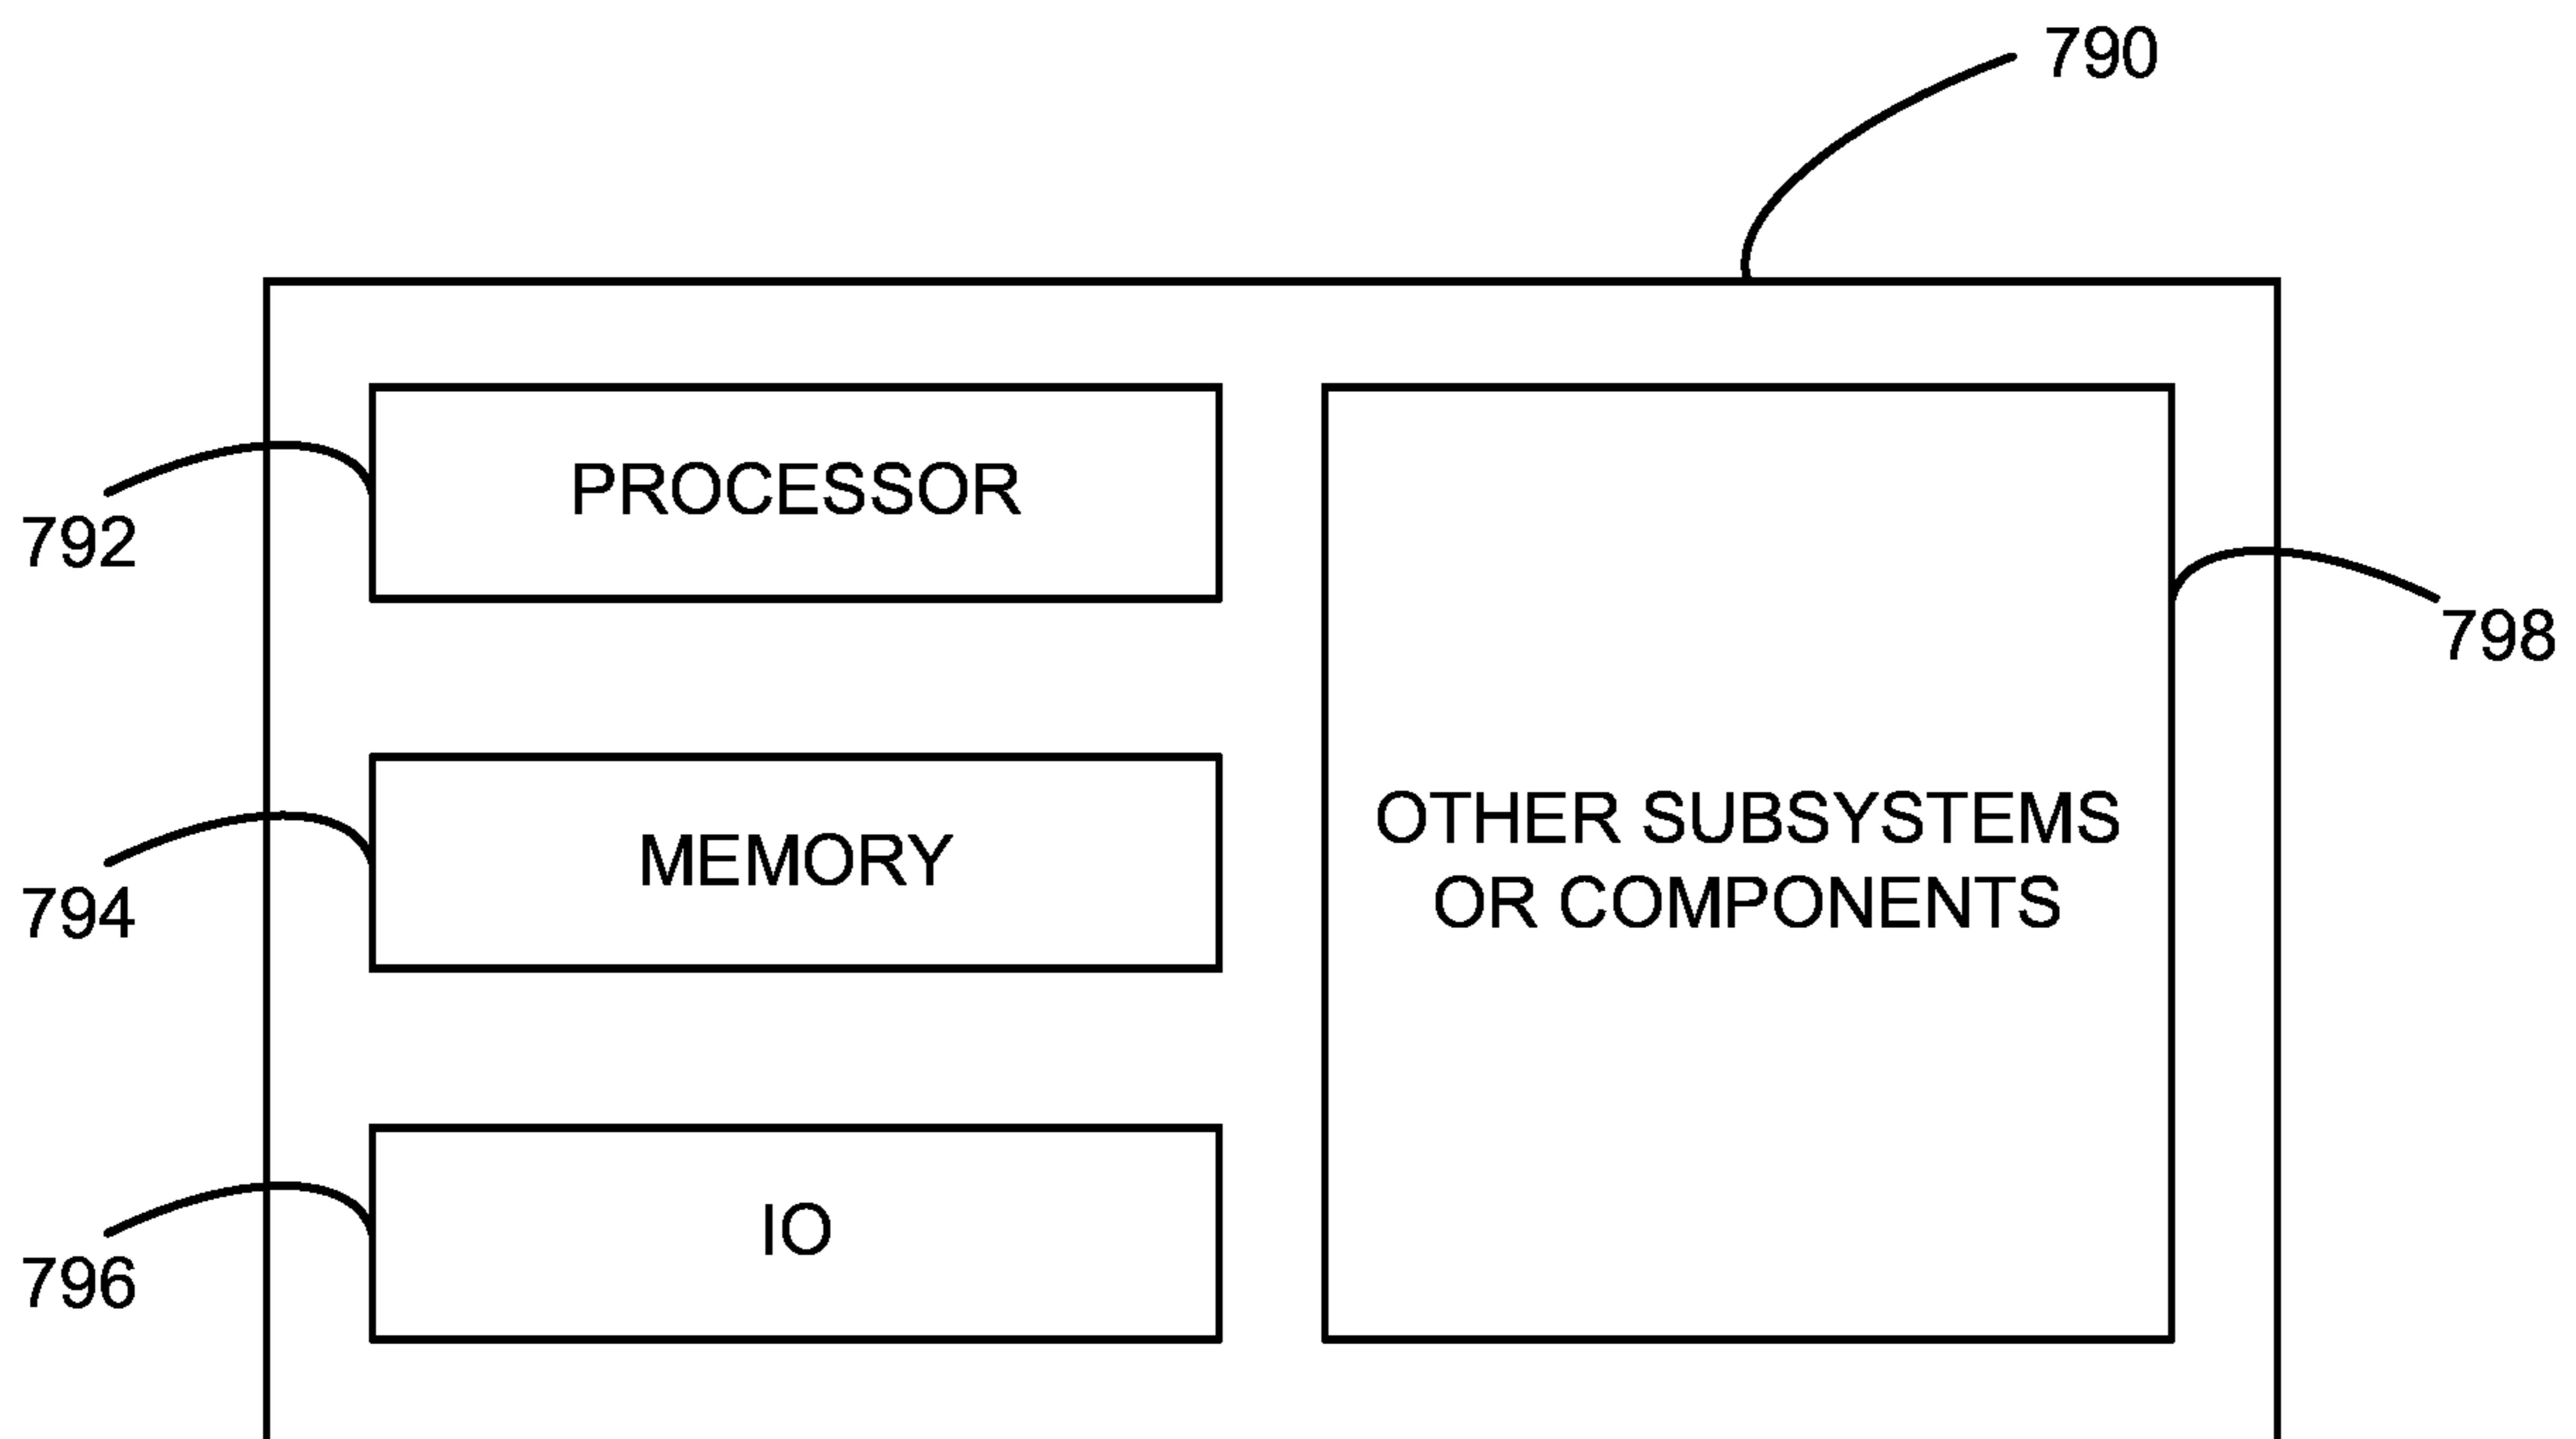 790
PROCESSOR
792
798
OTHER SUBSYSTEMS
OR COMPONENTS
MEMORY
794
IO
796